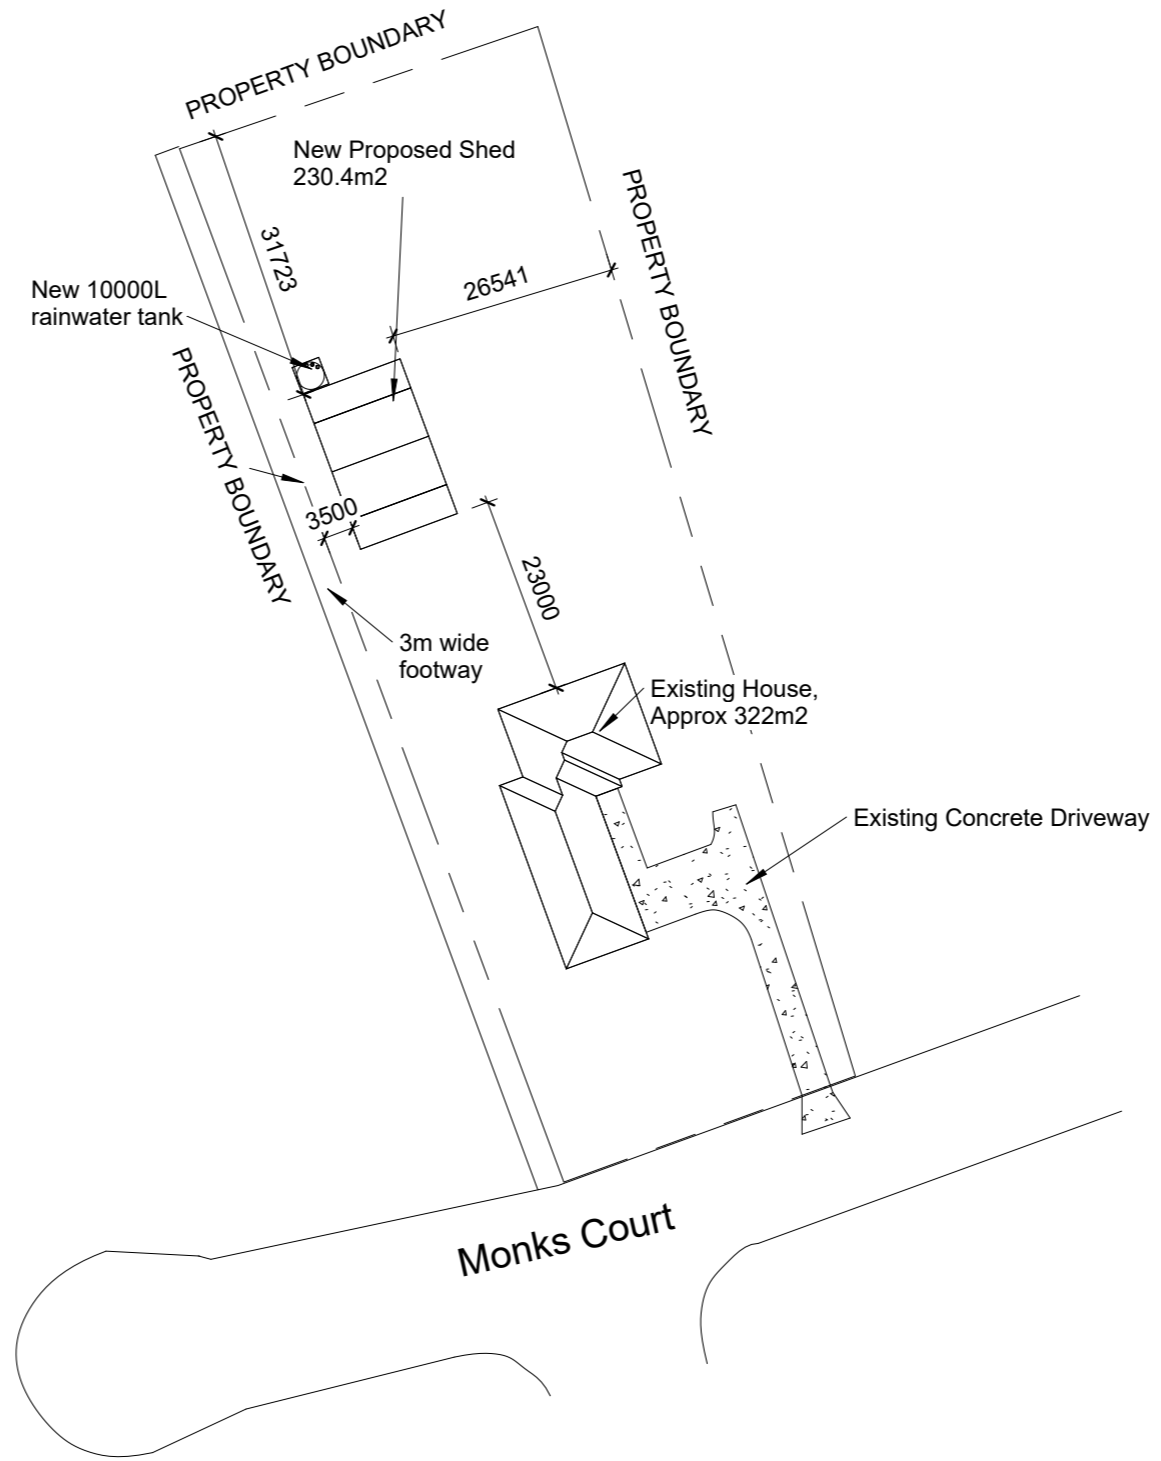 PROPERTY BOUNDARY
New Proposed Shed
230.4m2
PROPERTY BOUNDARY
31723
26541
New 10000L
rainwater tank
PROPERTY BOUNDARY
3500
23000
3m wide
footway
Existing House,
Approx 322m2
Existing Concrete Driveway
Monks Court